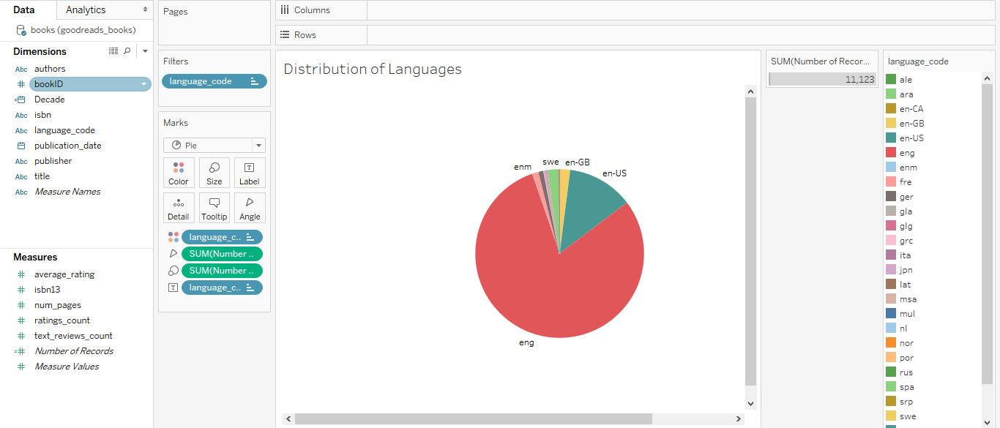 Data
Analytics
books (goodreads_books)
Dimensions
Abc authors
# bookID
Decade
Abc isbn
Abc language_code
publication_date
Abc publisher
Abc title
Abc Measure Names
Measures
# average_rating
# isbn13
# num_pages
# ratings_count
# text_reviews_count
=# Number of Records
# Measure Values
Pages
Filters
language_code
Marks
Pie
Color Size Label
Detail Tooltip Angle
language_c..
SUM(Number ..
SUM(Number ..
language_c..
Columns
Rows
Distribution of Languages
enm
swe
en-GB
en-US
eng
SUM(Number of Recor...
11,123
language_code
ale
ara
en-CA
en-GB
en-US
eng
enm
fre
ger
gla
glg
grc
ita
jpn
lat
msa
mul
nl
nor
por
rus
spa
srp
swe